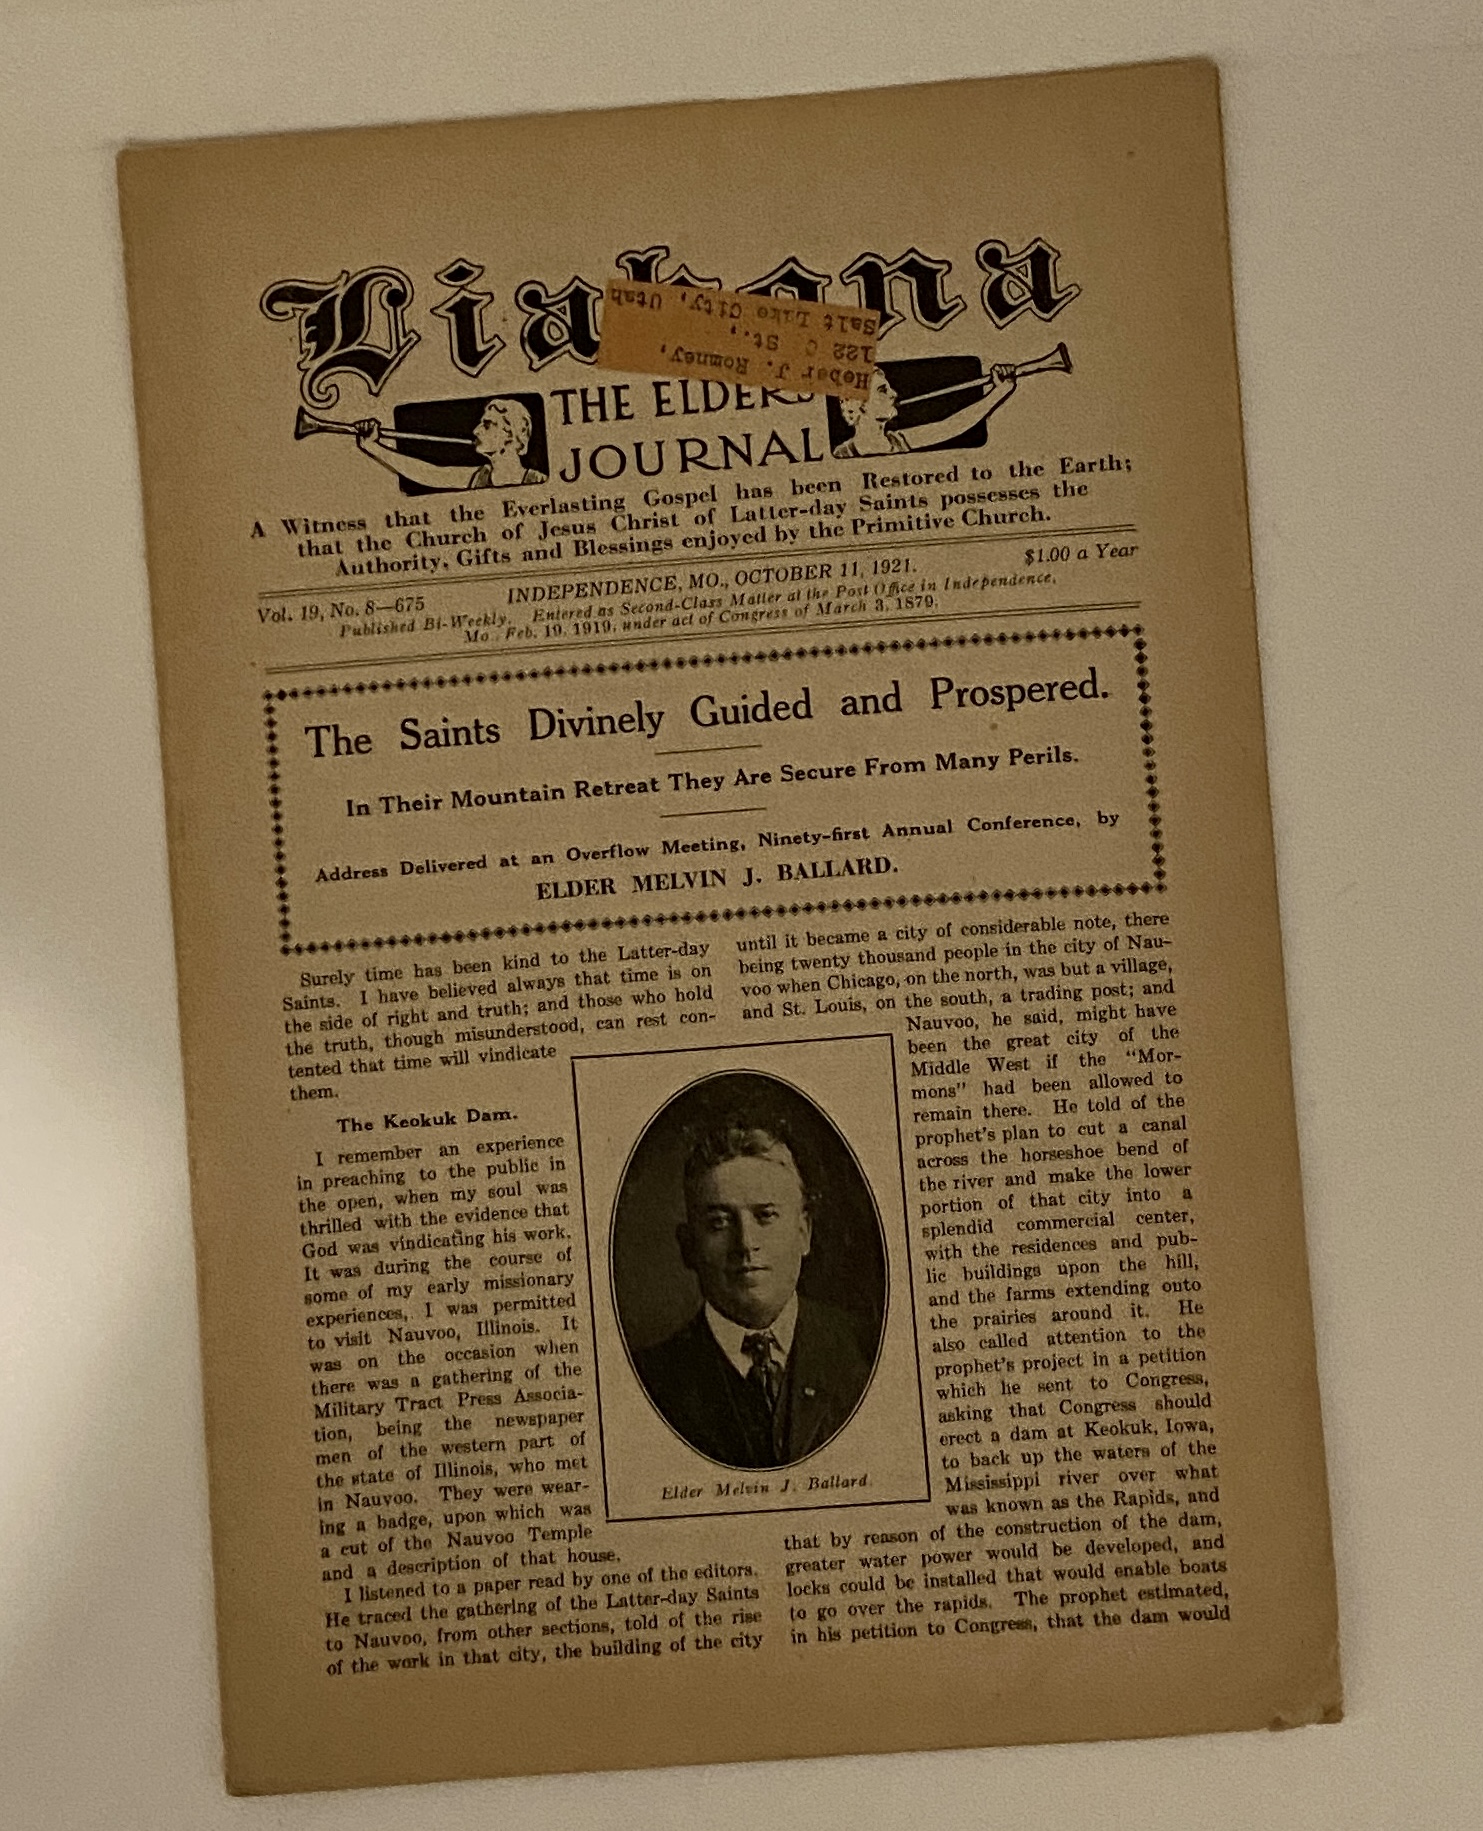 Liahona
Heber J. Romney,
122 C St.,
Salt Lake City, Utah
THE ELDERS'
JOURNAL
A Witness that the Everlasting Gospel has been Restored to the Earth;
that the Church of Jesus Christ of Latter-day Saints possesses the
Authority, Gifts and Blessings enjoyed by the Primitive Church.
Vol. 19, No. 8—675 INDEPENDENCE, MO., OCTOBER 11, 1921. $1.00 a Year
Published Bi-Weekly. Entered as Second-Class Matter at the Post Office in Independence,
Mo., Feb. 19, 1919, under act of Congress of March 3, 1879.
The Saints Divinely Guided and Prospered.
In Their Mountain Retreat They Are Secure From Many Perils.
Address Delivered at an Overflow Meeting, Ninety-first Annual Conference, by
ELDER MELVIN J. BALLARD.
Surely time has been kind to the Latter-day
Saints. I have believed always that time is on
the side of right and truth; and those who hold
the truth, though misunderstood, can rest con-
tented that time will vindicate
them.
The Keokuk Dam.
I remember an experience
in preaching to the public in
the open, when my soul was
thrilled with the evidence that
God was vindicating his work.
It was during the course of
some of my early missionary
experiences, I was permitted
to visit Nauvoo, Illinois. It
was on the occasion when
there was a gathering of the
Military Tract Press Associa-
tion, being the newspaper
men of the western part of
the state of Illinois, who met
in Nauvoo. They were wear-
ing a badge, upon which was
a cut of the Nauvoo Temple
and a description of that house.
I listened to a paper read by one of the editors.
He traced the gathering of the Latter-day Saints
to Nauvoo, from other sections, told of the rise
of the work in that city, the building of the city
until it became a city of considerable note, there
being twenty thousand people in the city of Nau-
voo when Chicago, on the north, was but a village,
and St. Louis, on the south, a trading post; and
Nauvoo, he said, might have
been the great city of the
Middle West if the "Mor-
mons" had been allowed to
remain there. He told of the
prophet's plan to cut a canal
across the horseshoe bend of
the river and make the lower
portion of that city into a
splendid commercial center,
with the residences and pub-
lic buildings upon the hill,
and the farms extending onto
the prairies around it. He
also called attention to the
prophet's project in a petition
which he sent to Congress,
asking that Congress should
erect a dam at Keokuk, Iowa,
to back up the waters of the
Mississippi river over what
was known as the Rapids, and
that by reason of the construction of the dam,
greater water power would be developed, and
locks could be installed that would enable boats
to go over the rapids. The prophet estimated,
in his petition to Congress, that the dam would
Elder Melvin J. Ballard.